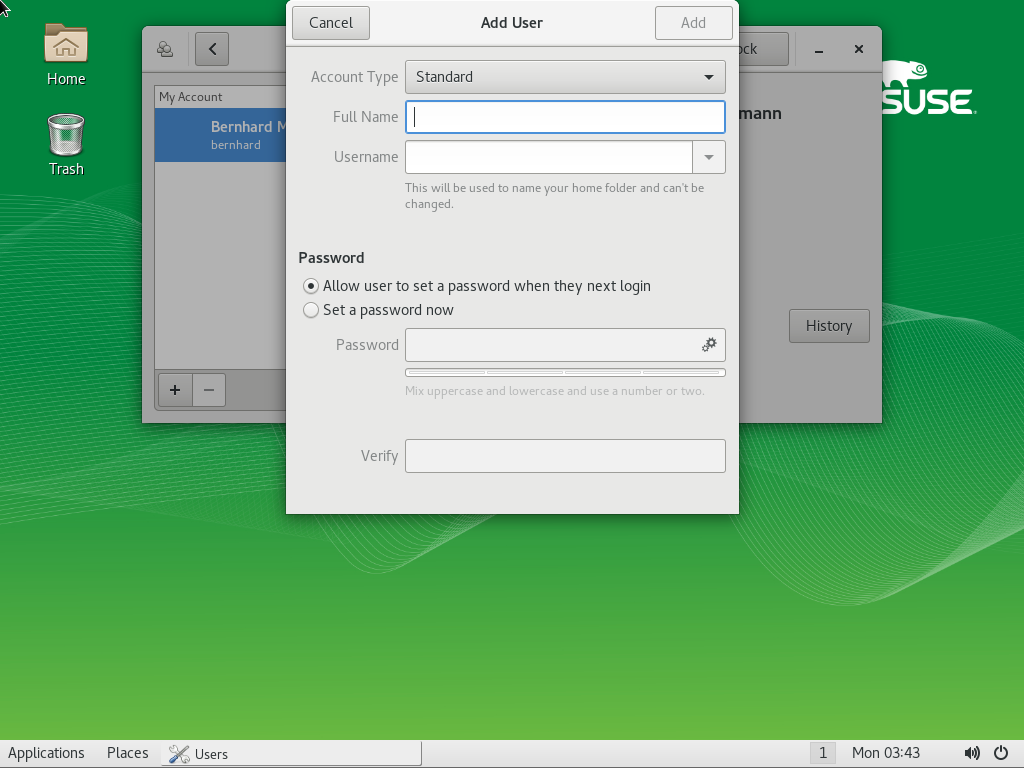 Home
Trash
SUSE
Cancel
Add User
Add
ock
My Account
Bernhard M
bernhard
mann
Account Type
Standard
Full Name
Username
This will be used to name your home folder and can't be
changed.
Password
Allow user to set a password when they next login
Set a password now
Password
Mix uppercase and lowercase and use a number or two.
Verify
History
Applications
Places
Users
1
Mon 03:43